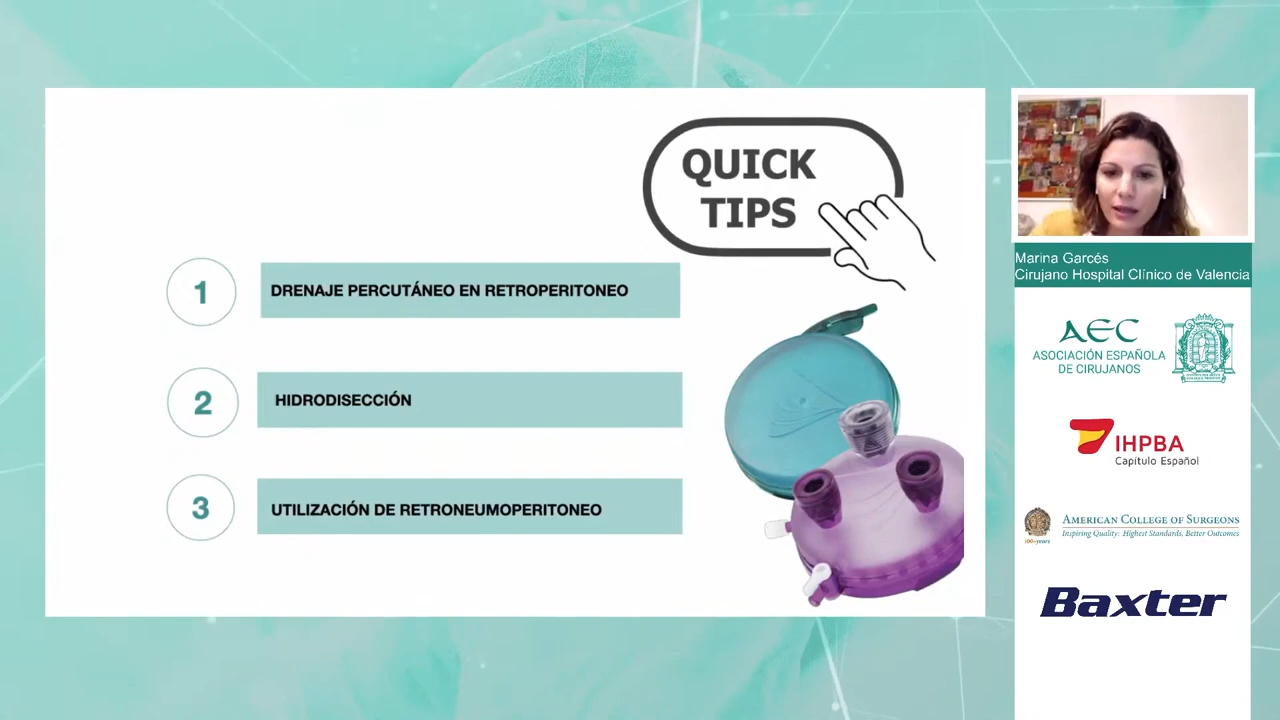 QUICK
TIPS
1
DRENAJE PERCUTÁNEO EN RETROPERITONEO
2
HIDRODISECCIÓN
3
UTILIZACIÓN DE RETRONEUMOPERITONEO
Marina Garcés
Cirujano Hospital Clínico de Valencia
AEC
ASOCIACIÓN ESPAÑOLA
DE CIRUJANOS
IHPBA
Capítulo Español
AMERICAN COLLEGE OF SURGEONS
Inspiring Quality: Highest Standards, Better Outcomes
100+years
Baxter